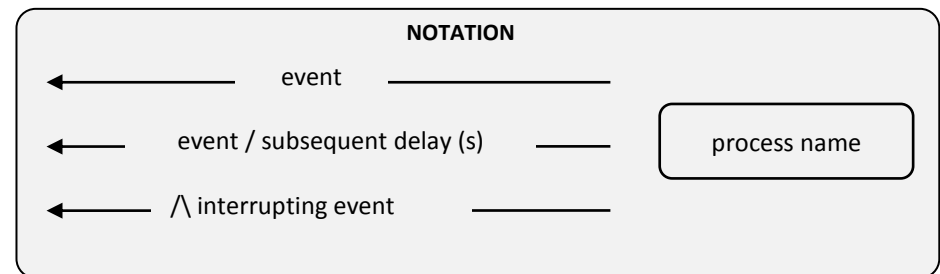 NOTATION
event
event / subsequent delay (s)
process name
/\ interrupting event